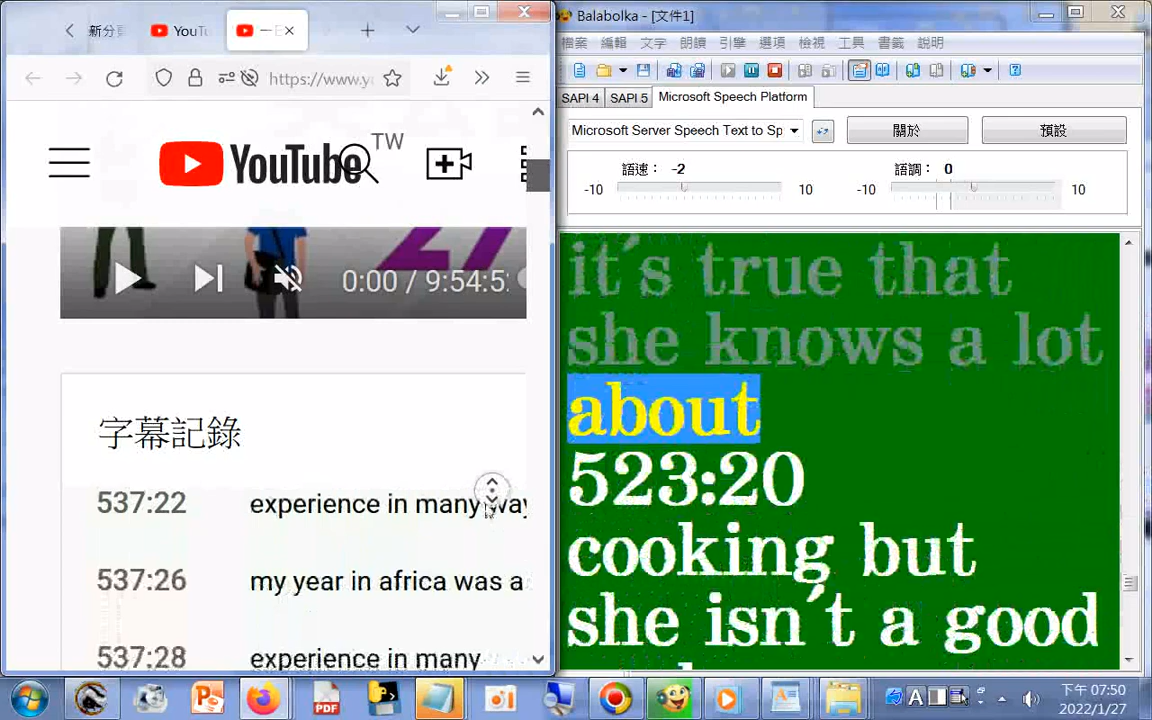 新分
YouTu
一 E
https://www.y
YouTube
TW
27
0:00 / 9:54:5
字幕記錄
537:22 experience in many way
537:26 my year in africa was a
537:28 experience in many
Balabolka - [文件1]
檔案 編輯 文字 朗讀 引擎 選項 檢視 工具 書籤 說明
SAPI 4 SAPI 5 Microsoft Speech Platform
Microsoft Server Speech Text to Sp
關於
預設
語速： -2
語調： 0
-10 10
-10 10
it's true that
she knows a lot
about
523:20
cooking but
she isn't a good
PDF
A
下午 07:50
2022/1/27